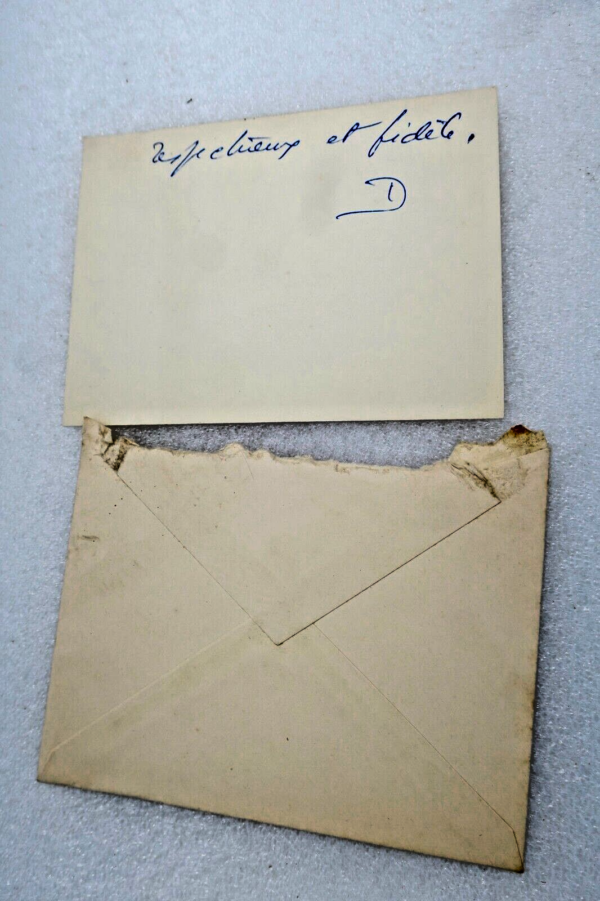 respectueux et fidèle.
D